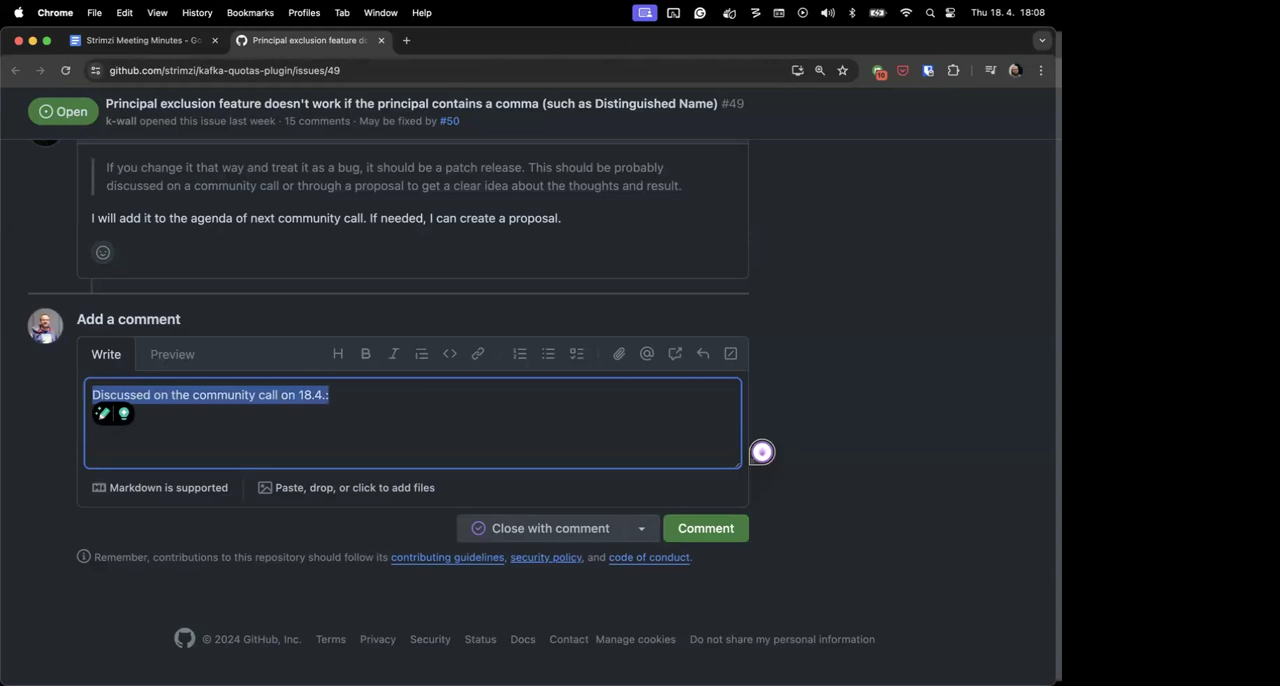 Chrome File Edit View History Bookmarks Profiles Tab Window Help Thu 18. 4. 18:08
Strimzi Meeting Minutes - Go
Principal exclusion feature do
github.com/strimzi/kafka-quotas-plugin/issues/49
10
Open
Principal exclusion feature doesn't work if the principal contains a comma (such as Distinguished Name) #49
k-wall opened this issue last week · 15 comments · May be fixed by #50
If you change it that way and treat it as a bug, it should be a patch release. This should be probably
discussed on a community call or through a proposal to get a clear idea about the thoughts and result.
I will add it to the agenda of next community call. If needed, I can create a proposal.
Add a comment
Write Preview
Discussed on the community call on 18.4.:
Markdown is supported
Paste, drop, or click to add files
Close with comment
Comment
Remember, contributions to this repository should follow its contributing guidelines, security policy, and code of conduct.
© 2024 GitHub, Inc. Terms Privacy Security Status Docs Contact Manage cookies Do not share my personal information